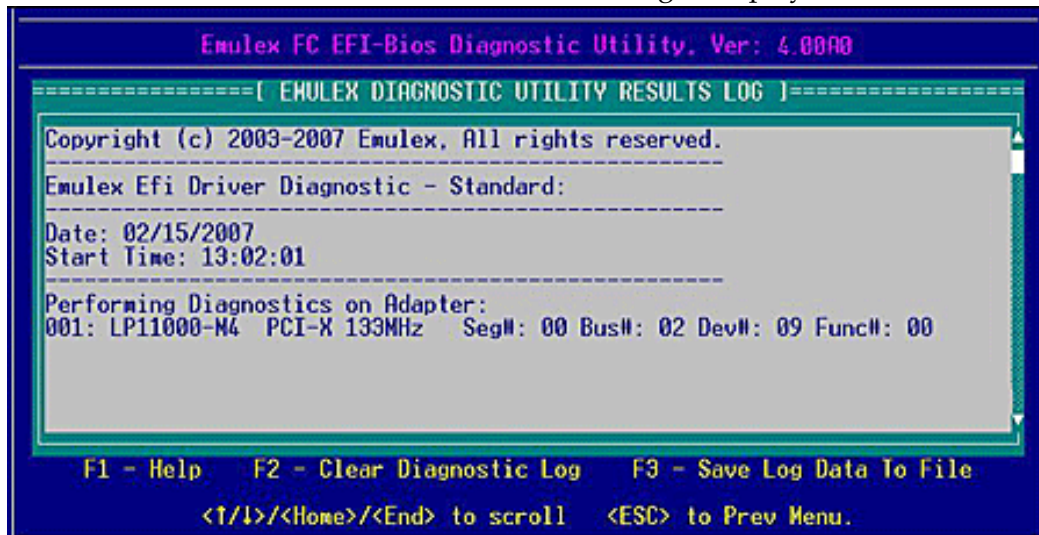 Emulex FC EFI-Bios Diagnostic Utility, Ver: 4.00A0
=================[ EMULEX DIAGNOSTIC UTILITY RESULTS LOG ]==================
Copyright (c) 2003-2007 Emulex, All rights reserved.
--------------------------------------------------------------
Emulex Efi Driver Diagnostic - Standard:
--------------------------------------------------------------
Date: 02/15/2007
Start Time: 13:02:01
--------------------------------------------------------------
Performing Diagnostics on Adapter:
001: LP11000-M4 PCI-X 133MHz Seg#: 00 Bus#: 02 Dev#: 09 Func#: 00
F1 - Help F2 - Clear Diagnostic Log F3 - Save Log Data To File
<↑/↓>/<Home>/<End> to scroll <ESC> to Prev Menu.